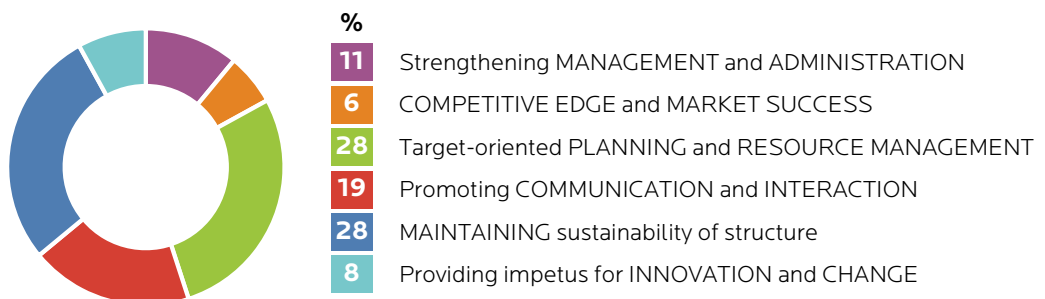 %
11 Strengthening MANAGEMENT and ADMINISTRATION
6 COMPETITIVE EDGE and MARKET SUCCESS
28 Target-oriented PLANNING and RESOURCE MANAGEMENT
19 Promoting COMMUNICATION and INTERACTION
28 MAINTAINING sustainability of structure
8 Providing impetus for INNOVATION and CHANGE